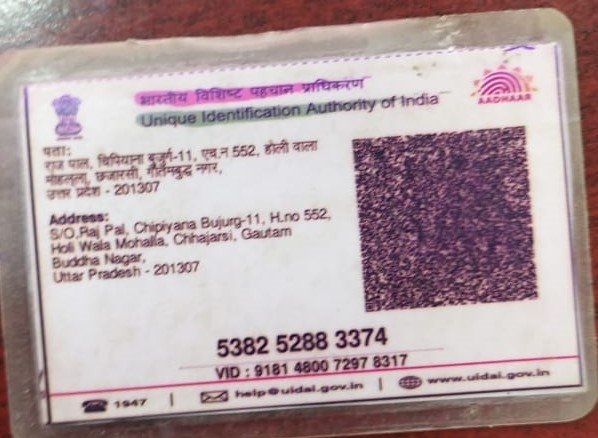 भारतीय विशिष्ट पहचान प्राधिकरण
Unique Identification Authority of India
AADHAAR
पता:
राज पाल, चिपियाना बुजुर्ग-11, एच.न 552, होली वाला
मोहल्ला, छजारसी, गौतमबुद्ध नगर,
उत्तर प्रदेश - 201307
Address:
S/O.Raj Pal, Chipiyana Bujurg-11, H.no 552,
Holi Wala Mohalla, Chhajarsi, Gautam
Buddha Nagar,
Uttar Pradesh - 201307
5382 5288 3374
VID : 9181 4800 7297 8317
1947 | help@uidai.gov.in | www.uidai.gov.in